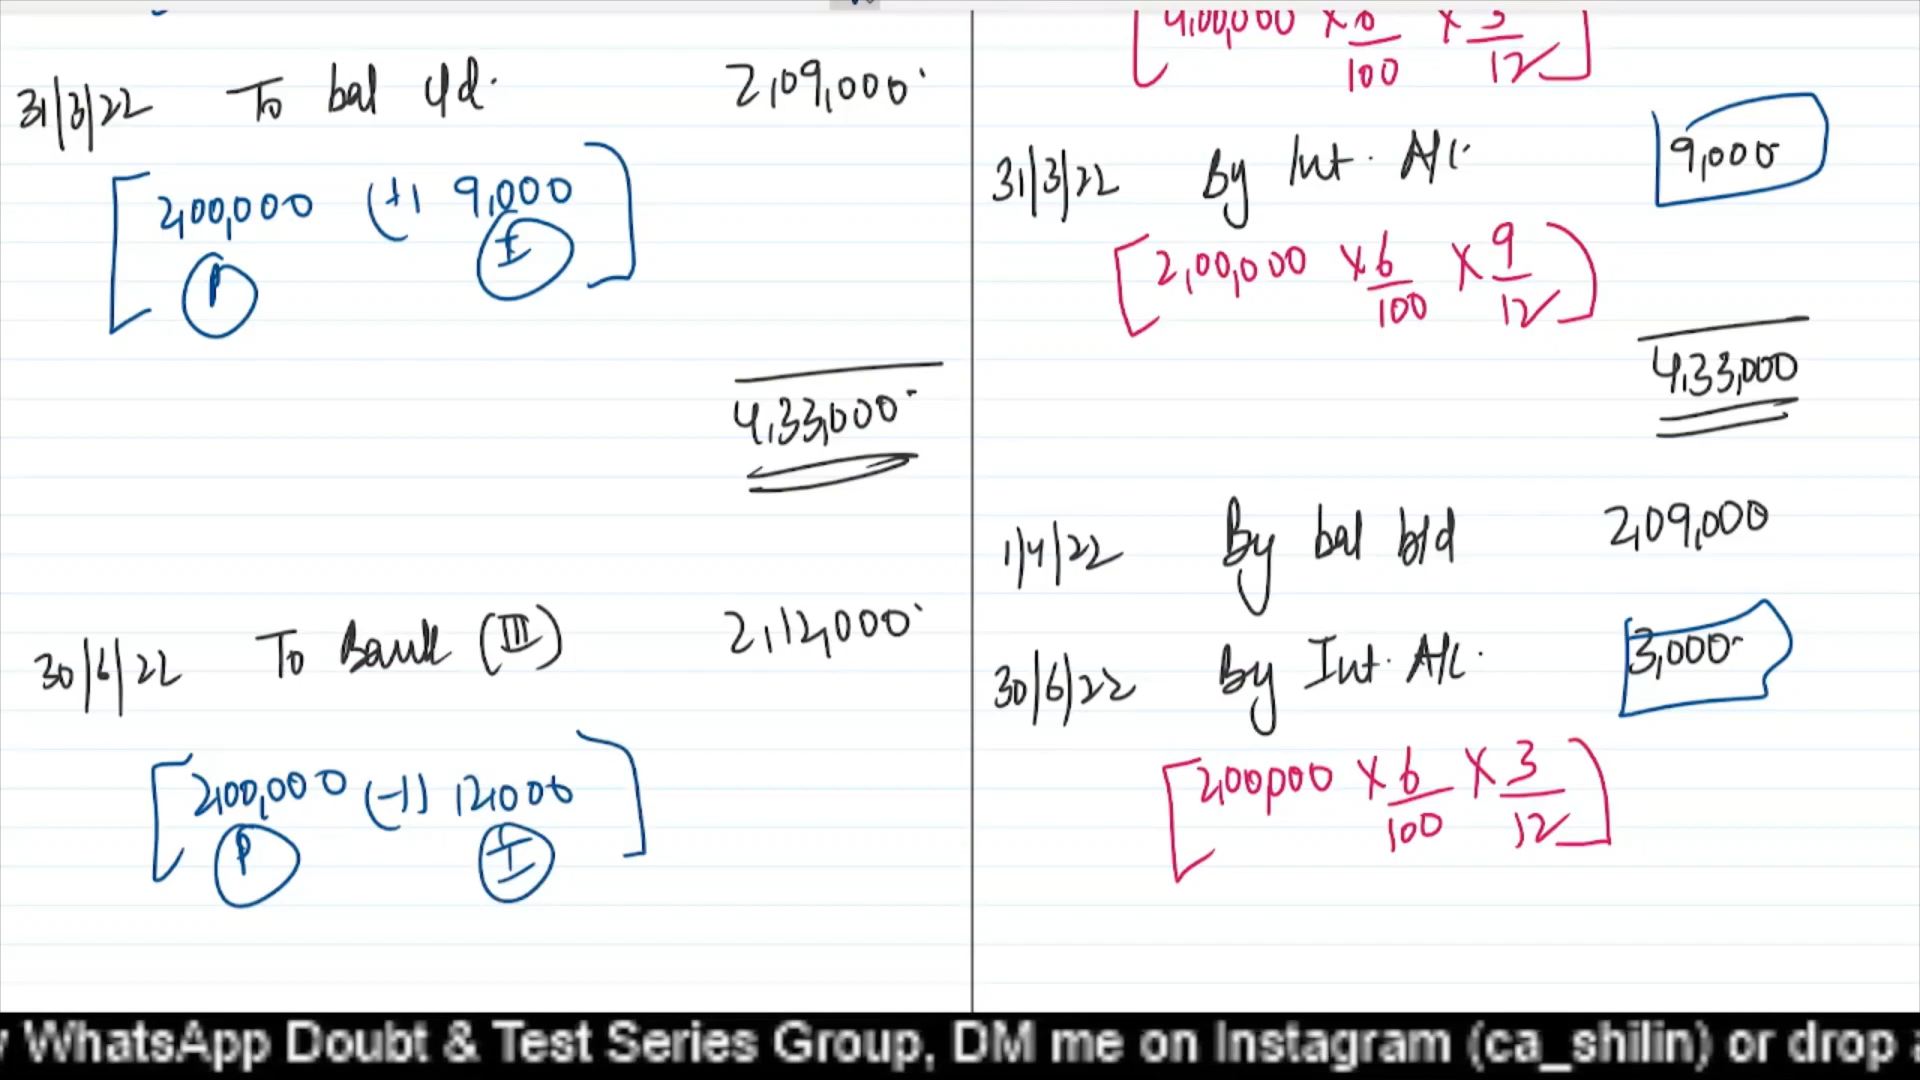 31/3/22 To bal c/d. 2,09,000
[2,00,000 (+) 9,000]
P I
4,33,000
30/6/22 To Bank (III) 2,12,000
[2,00,000 (-) 12,000]
P I
[4,00,000 × 6/100 × 3/12]
31/3/22 By Int. A/c. 9,000
[2,00,000 × 6/100 × 9/12]
4,33,000
1/4/22 By bal b/d 2,09,000
30/6/22 By Int. A/c. 3,000
[2,00,000 × 6/100 × 3/12]
WhatsApp Doubt & Test Series Group, DM me on Instagram (ca_shilin) or drop a